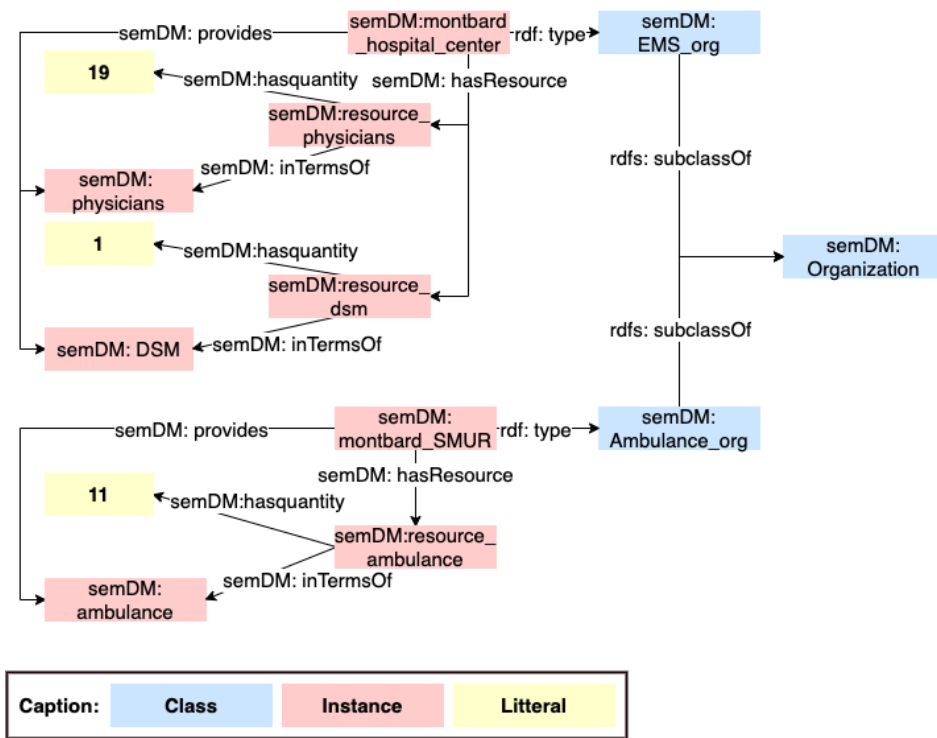 semDM: provides
semDM:montbard
_hospital_center
rdf: type
semDM:
EMS_org
19
semDM:hasquantity
semDM: hasResource
semDM:resource_
physicians
semDM: inTermsOf
rdfs: subclassOf
semDM:
physicians
1
semDM:hasquantity
semDM:
Organization
semDM:resource_
dsm
semDM: DSM
semDM: inTermsOf
rdfs: subclassOf
semDM: provides
semDM:
montbard_SMUR
rdf: type
semDM:
Ambulance_org
semDM: hasResource
11
semDM:hasquantity
semDM:resource_
ambulance
semDM: inTermsOf
semDM:
ambulance
Caption:
Class
Instance
Litteral